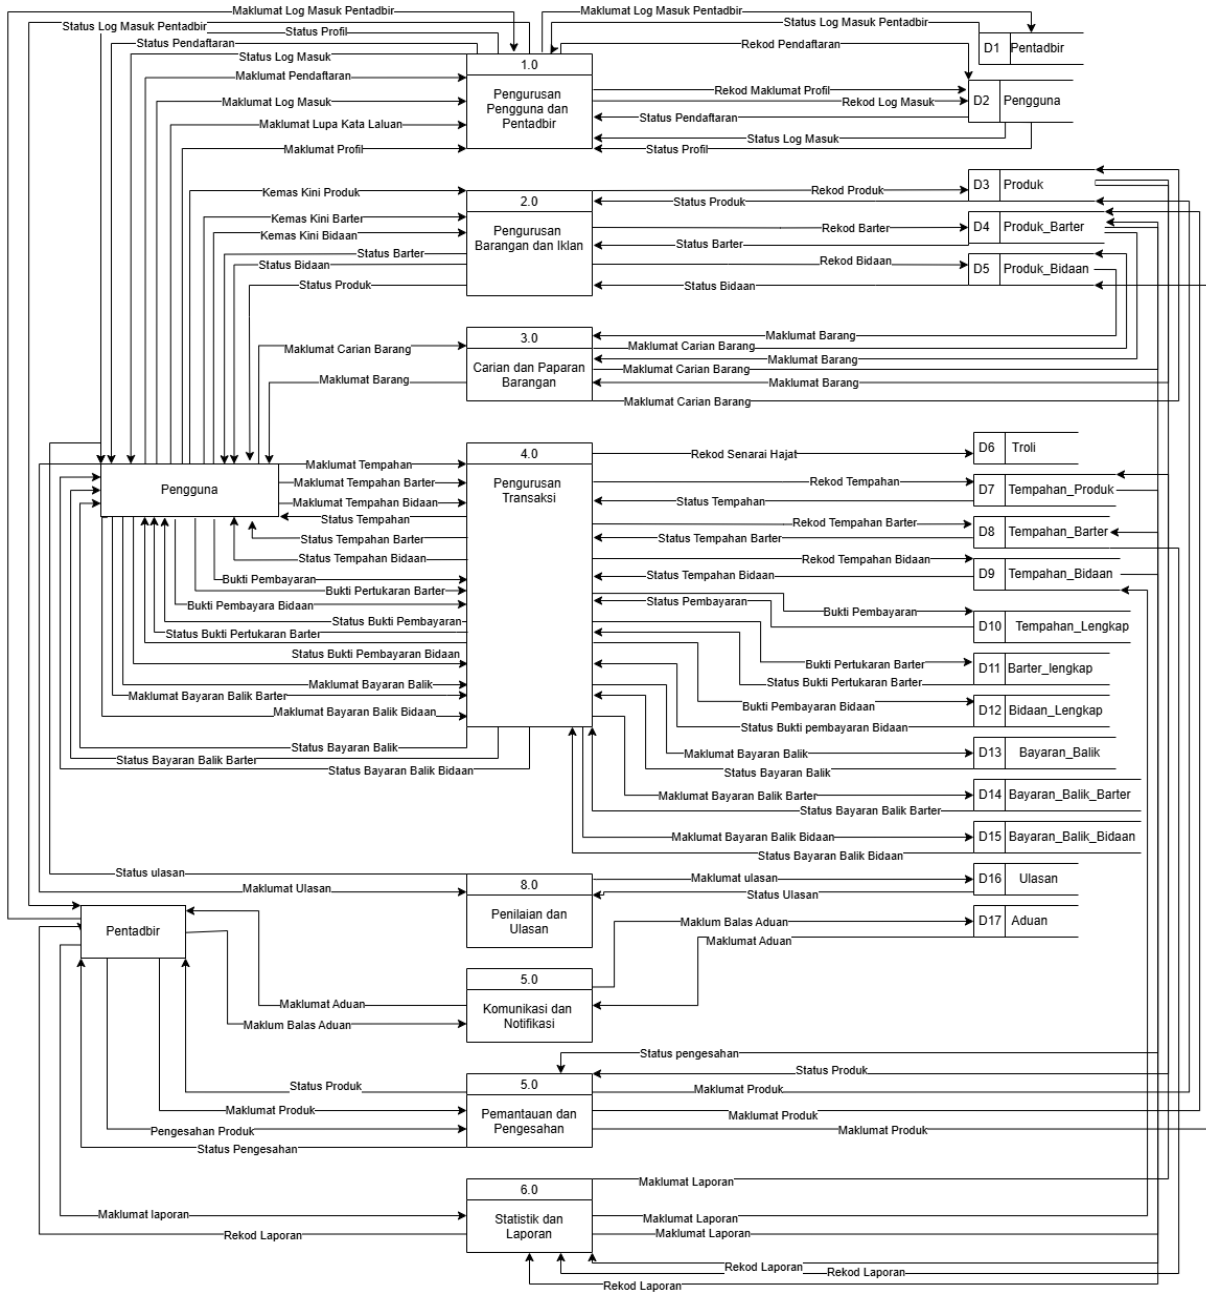 Maklumat Log Masuk Pentadbir
Maklumat Log Masuk Pentadbir
Status Log Masuk Pentadbir
Status Log Masuk Pentadbir
Status Profil
Status Pendaftaran
Rekod Pendaftaran
D1 Pentadbir
Status Log Masuk
1.0
Maklumat Pendaftaran
Pengurusan
Pengguna dan
Pentadbir
Rekod Maklumat Profil
Maklumat Log Masuk
Rekod Log Masuk
D2 Pengguna
Status Pendaftaran
Maklumat Lupa Kata Laluan
Status Log Masuk
Maklumat Profil
Status Profil
Kemas Kini Produk
2.0
Rekod Produk
D3 Produk
Status Produk
Kemas Kini Barter
Pengurusan
Barangan dan Iklan
Rekod Barter
D4 Produk_Barter
Kemas Kini Bidaan
Status Barter
Status Barter
Status Bidaan
Rekod Bidaan
D5 Produk_Bidaan
Status Produk
Status Bidaan
3.0
Maklumat Barang
Maklumat Carian Barang
Maklumat Carian Barang
Carian dan Paparan
Barangan
Maklumat Barang
Maklumat Carian Barang
Maklumat Barang
Maklumat Barang
Maklumat Carian Barang
4.0
Rekod Senarai Hajat
D6 Troli
Maklumat Tempahan
Pengguna
Pengurusan
Transaksi
Maklumat Tempahan Barter
Rekod Tempahan
D7 Tempahan_Produk
Maklumat Tempahan Bidaan
Status Tempahan
Status Tempahan
Rekod Tempahan Barter
D8 Tempahan_Barter
Status Tempahan Barter
Status Tempahan Barter
Status Tempahan Bidaan
Rekod Tempahan Bidaan
D9 Tempahan_Bidaan
Bukti Pembayaran
Status Tempahan Bidaan
Bukti Pertukaran Barter
Bukti Pembayara Bidaan
Status Pembayaran
Bukti Pembayaran
D10 Tempahan_Lengkap
Status Bukti Pembayaran
Status Bukti Pertukaran Barter
Status Bukti Pembayaran Bidaan
Bukti Pertukaran Barter
D11 Barter_lengkap
Maklumat Bayaran Balik
Status Bukti Pertukaran Barter
Maklumat Bayaran Balik Barter
Bukti Pembayaran Bidaan
D12 Bidaan_Lengkap
Maklumat Bayaran Balik Bidaan
Status Bukti pembayaran Bidaan
Status Bayaran Balik
Maklumat Bayaran Balik
D13 Bayaran_Balik
Status Bayaran Balik Barter
Status Bayaran Balik Bidaan
Status Bayaran Balik
Maklumat Bayaran Balik Barter
D14 Bayaran_Balik_Barter
Status Bayaran Balik Barter
Maklumat Bayaran Balik Bidaan
D15 Bayaran_Balik_Bidaan
Status Bayaran Balik Bidaan
Status ulasan
Maklumat Ulasan
8.0
Maklumat ulasan
D16 Ulasan
Status Ulasan
Penilaian dan
Ulasan
Maklum Balas Aduan
D17 Aduan
Pentadbir
Maklumat Aduan
5.0
Maklumat Aduan
Komunikasi dan
Notifikasi
Maklum Balas Aduan
Status pengesahan
Status Produk
5.0
Status Produk
Maklumat Produk
Maklumat Produk
Pemantauan dan
Pengesahan
Maklumat Produk
Pengesahan Produk
Maklumat Produk
Status Pengesahan
6.0
Maklumat Laporan
Maklumat laporan
Statistik dan
Laporan
Maklumat Laporan
Rekod Laporan
Maklumat Laporan
Rekod Laporan
Rekod Laporan
Rekod Laporan